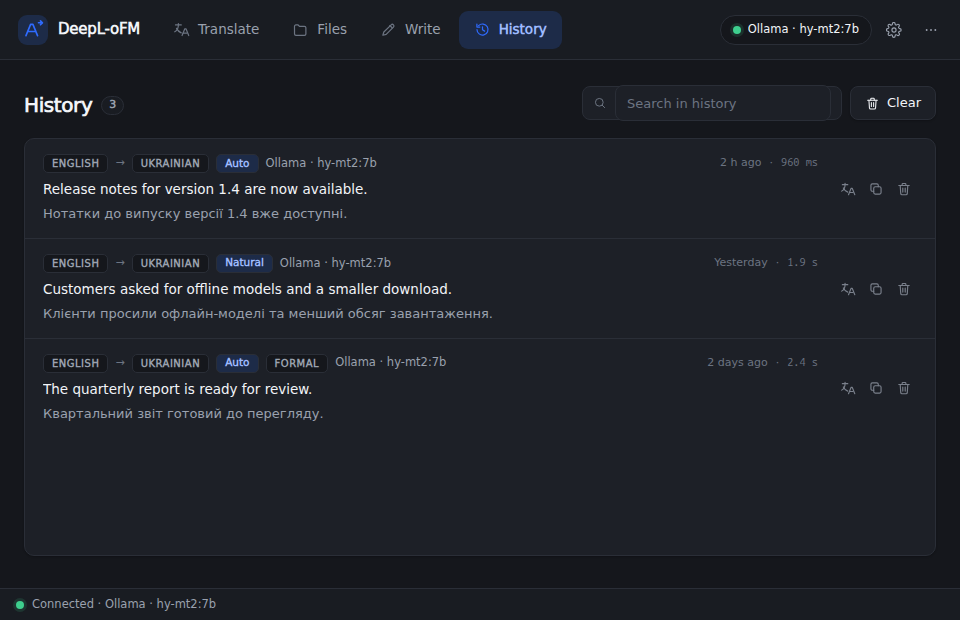 DeepL-oFM
Translate
Files
Write
History
Ollama · hy-mt2:7b
History 3
Search in history
Clear
ENGLISH → UKRAINIAN Auto Ollama · hy-mt2:7b
2 h ago · 960 ms
Release notes for version 1.4 are now available.
Нотатки до випуску версії 1.4 вже доступні.
ENGLISH → UKRAINIAN Natural Ollama · hy-mt2:7b
Yesterday · 1.9 s
Customers asked for offline models and a smaller download.
Клієнти просили офлайн-моделі та менший обсяг завантаження.
ENGLISH → UKRAINIAN Auto FORMAL Ollama · hy-mt2:7b
2 days ago · 2.4 s
The quarterly report is ready for review.
Квартальний звіт готовий до перегляду.
Connected · Ollama · hy-mt2:7b